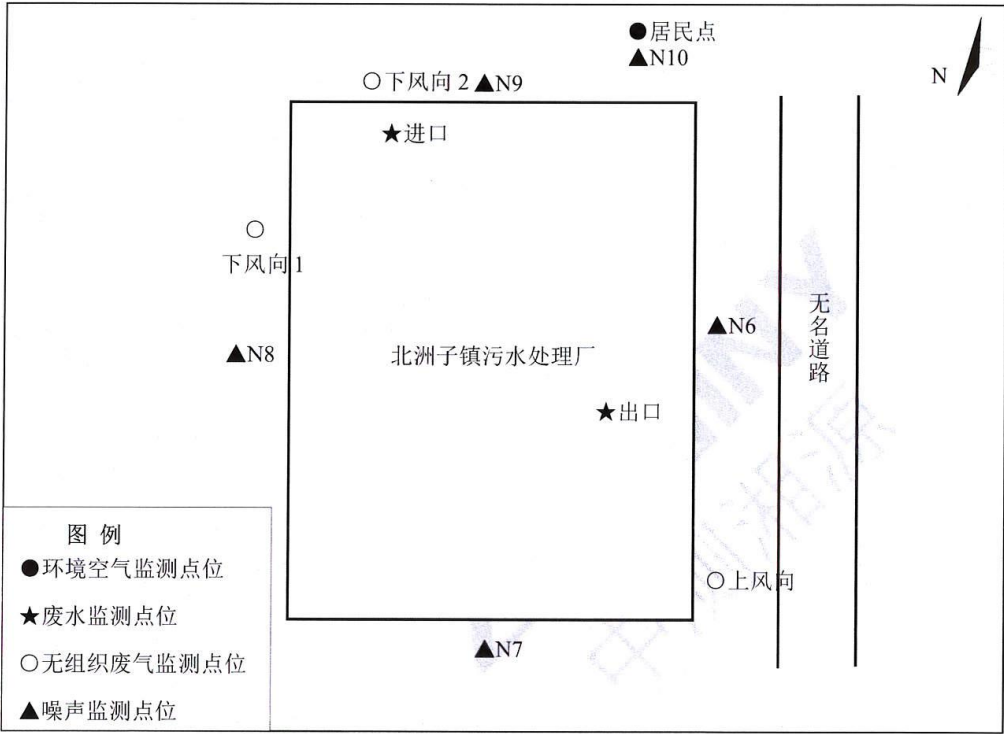 ●居民点
▲N10
N
○下风向 2 ▲N9
★进口
○
下风向 1
▲N6
无名道路
▲N8
北洲子镇污水处理厂
★出口
○上风向
▲N7
图 例
●环境空气监测点位
★废水监测点位
○无组织废气监测点位
▲噪声监测点位